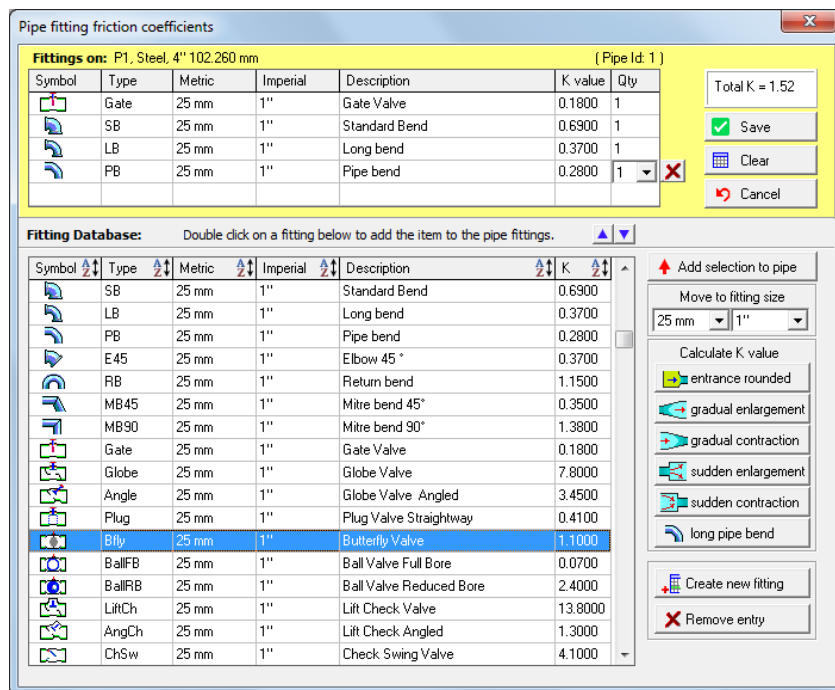 Pipe fitting friction coefficients
Fittings on: P1, Steel, 4" 102.260 mm ( Pipe Id: 1 )
Symbol Type Metric Imperial Description K value Qty
Gate 25 mm 1" Gate Valve 0.1800 1
SB 25 mm 1" Standard Bend 0.6900 1
LB 25 mm 1" Long bend 0.3700 1
PB 25 mm 1" Pipe bend 0.2800 1
Total K = 1.52
Save
Clear
Cancel
Fitting Database: Double click on a fitting below to add the item to the pipe fittings.
Symbol Type Metric Imperial Description K
SB 25 mm 1" Standard Bend 0.6900
LB 25 mm 1" Long bend 0.3700
PB 25 mm 1" Pipe bend 0.2800
E45 25 mm 1" Elbow 45 ° 0.3700
RB 25 mm 1" Return bend 1.1500
MB45 25 mm 1" Mitre bend 45° 0.3500
MB90 25 mm 1" Mitre bend 90° 1.3800
Gate 25 mm 1" Gate Valve 0.1800
Globe 25 mm 1" Globe Valve 7.8000
Angle 25 mm 1" Globe Valve Angled 3.4500
Plug 25 mm 1" Plug Valve Straightway 0.4100
Bfly 25 mm 1" Butterfly Valve 1.1000
BallFB 25 mm 1" Ball Valve Full Bore 0.0700
BallRB 25 mm 1" Ball Valve Reduced Bore 2.4000
LiftCh 25 mm 1" Lift Check Valve 13.8000
AngCh 25 mm 1" Lift Check Angled 1.3000
ChSw 25 mm 1" Check Swing Valve 4.1000
Add selection to pipe
Move to fitting size
25 mm 1"
Calculate K value
entrance rounded
gradual enlargement
gradual contraction
sudden enlargement
sudden contraction
long pipe bend
Create new fitting
Remove entry